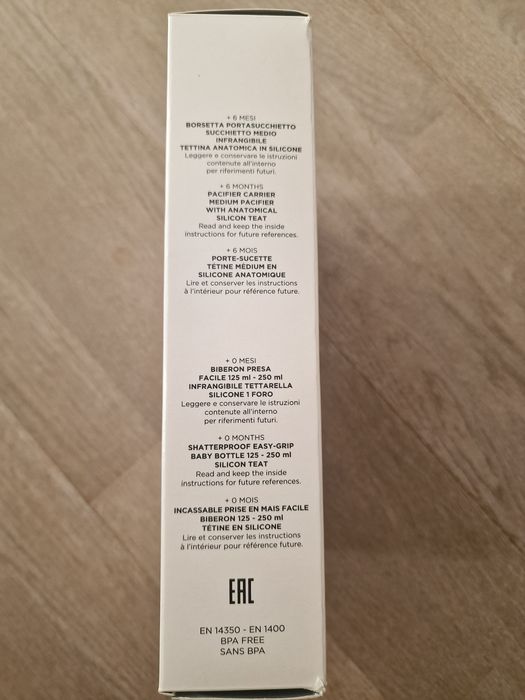 + 6 MESI
BORSETTA PORTASUCCHIETTO
SUCCHIETTO MEDIO
INFRANGIBILE
TETTINA ANATOMICA IN SILICONE
Leggere e conservare le istruzioni
contenute all'interno
per riferimenti futuri.
+ 6 MONTHS
PACIFIER CARRIER
MEDIUM PACIFIER
WITH ANATOMICAL
SILICON TEAT
Read and keep the inside
instructions for future references.
+ 6 MOIS
PORTE-SUCETTE
TÉTINE MÉDIUM EN
SILICONE ANATOMIQUE
Lire et conserver les instructions
à l'intérieur pour référence future.
+ 0 MESI
BIBERON PRESA
FACILE 125 ml - 250 ml
INFRANGIBILE TETTARELLA
SILICONE 1 FORO
Leggere e conservare le istruzioni
contenute all'interno
per riferimenti futuri.
+ 0 MONTHS
SHATTERPROOF EASY-GRIP
BABY BOTTLE 125 - 250 ml
SILICON TEAT
Read and keep the inside
instructions for future references.
+ 0 MOIS
INCASSABLE PRISE EN MAIS FACILE
BIBERON 125 - 250 ml
TÉTINE EN SILICONE
Lire et conserver les instructions
à l'intérieur pour référence future.
EAC
EN 14350 - EN 1400
BPA FREE
SANS BPA